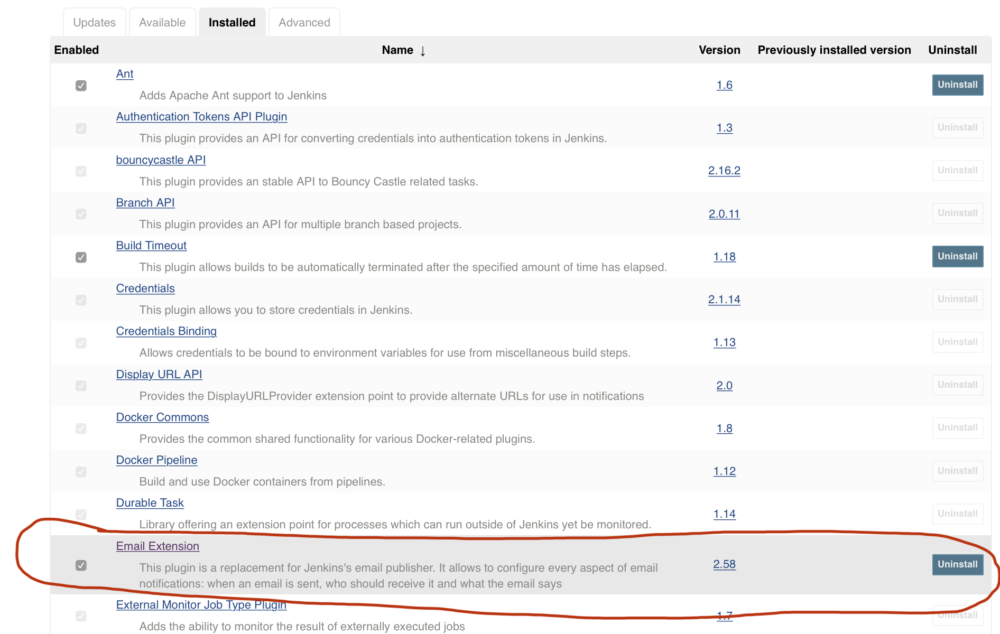 Updates Available Installed Advanced
Enabled Name ↓ Version Previously installed version Uninstall
Ant
Adds Apache Ant support to Jenkins
1.6 Uninstall
Authentication Tokens API Plugin
This plugin provides an API for converting credentials into authentication tokens in Jenkins.
1.3 Uninstall
bouncycastle API
This plugin provides an stable API to Bouncy Castle related tasks.
2.16.2 Uninstall
Branch API
This plugin provides an API for multiple branch based projects.
2.0.11 Uninstall
Build Timeout
This plugin allows builds to be automatically terminated after the specified amount of time has elapsed.
1.18 Uninstall
Credentials
This plugin allows you to store credentials in Jenkins.
2.1.14 Uninstall
Credentials Binding
Allows credentials to be bound to environment variables for use from miscellaneous build steps.
1.13 Uninstall
Display URL API
Provides the DisplayURLProvider extension point to provide alternate URLs for use in notifications
2.0 Uninstall
Docker Commons
Provides the common shared functionality for various Docker-related plugins.
1.8 Uninstall
Docker Pipeline
Build and use Docker containers from pipelines.
1.12 Uninstall
Durable Task
Library offering an extension point for processes which can run outside of Jenkins yet be monitored.
1.14 Uninstall
Email Extension
This plugin is a replacement for Jenkins's email publisher. It allows to configure every aspect of email
notifications: when an email is sent, who should receive it and what the email says
2.58 Uninstall
External Monitor Job Type Plugin
Adds the ability to monitor the result of externally executed jobs
1.7 Uninstall